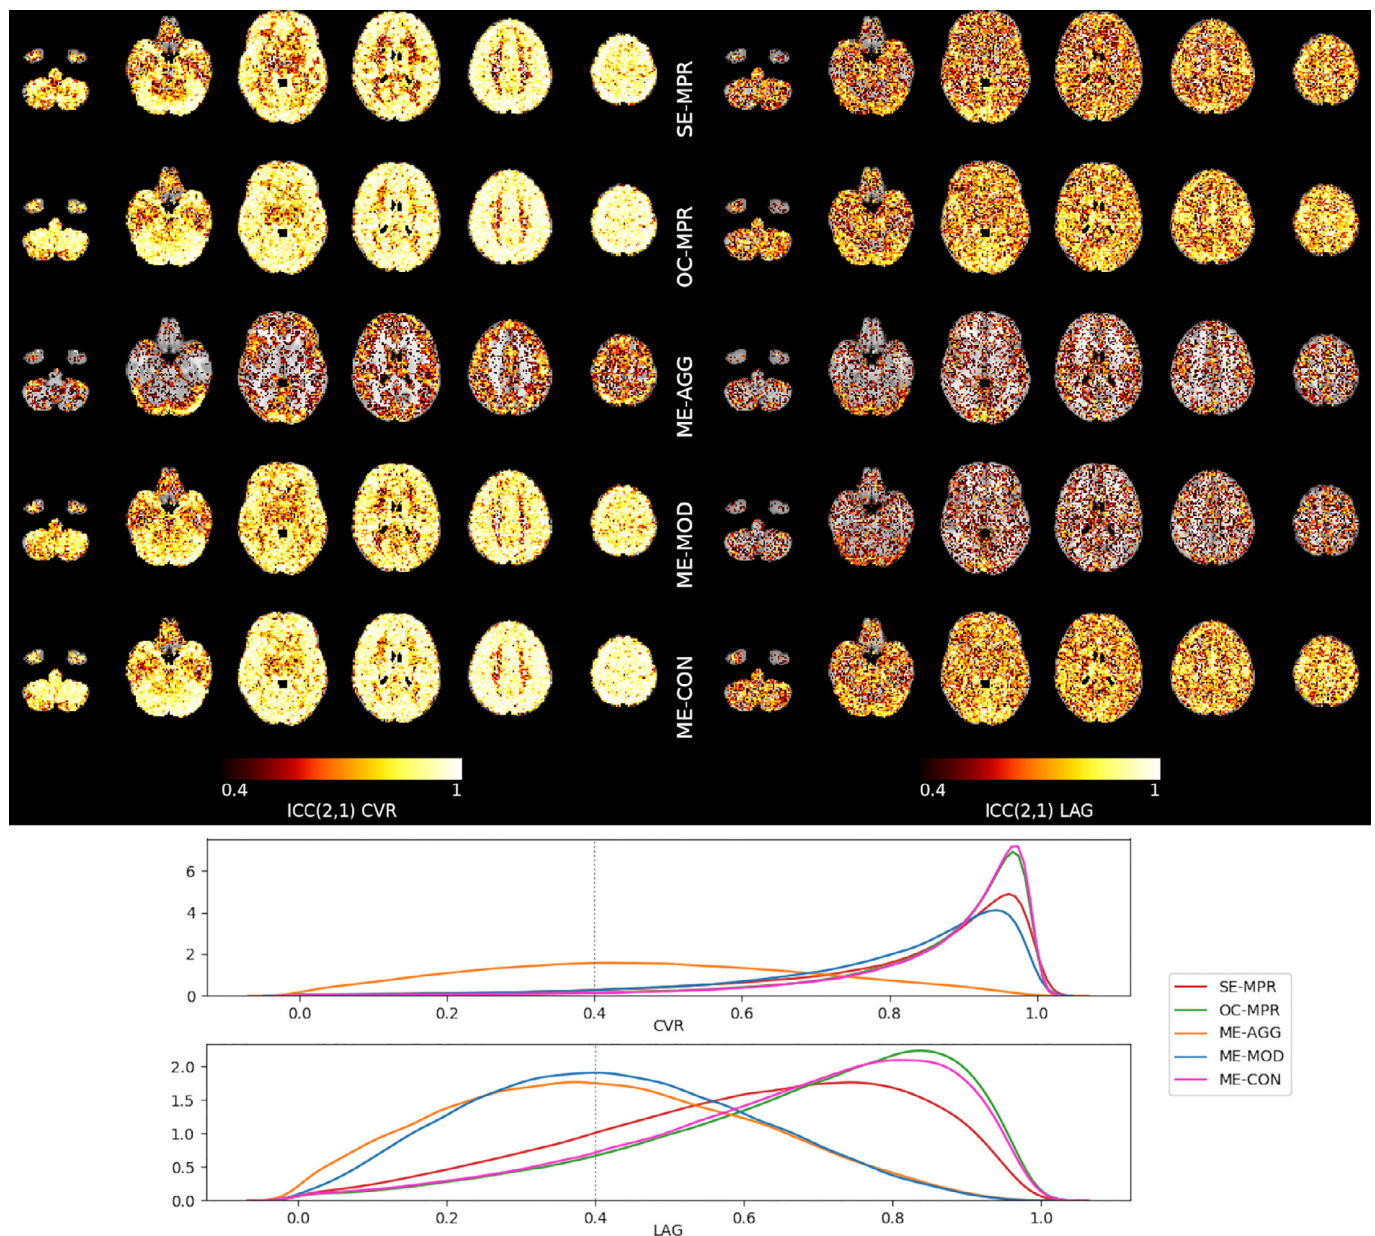 SE-MPR
OC-MPR
ME-AGG
ME-MOD
ME-CON
0.4 1
ICC(2,1) CVR
0.4 1
ICC(2,1) LAG
6
4
2
0
0.0 0.2 0.4 0.6 0.8 1.0
CVR
2.0
1.5
1.0
0.5
0.0
0.0 0.2 0.4 0.6 0.8 1.0
LAG
SE-MPR
OC-MPR
ME-AGG
ME-MOD
ME-CON